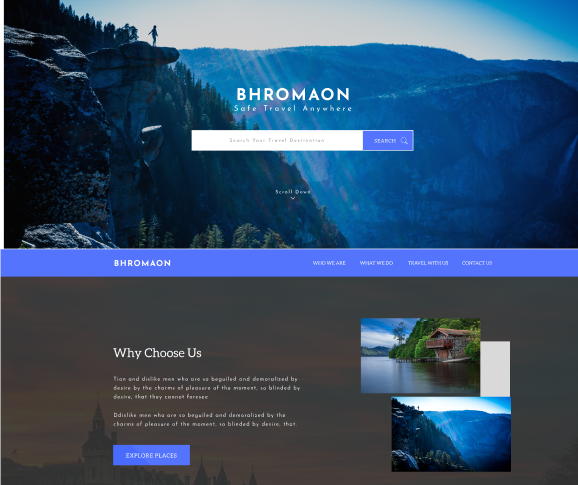 BHROMAON
Safe Travel Anywhere
Search Your Travel Destination
SEARCH
Scroll Down
BHROMAON
WHO WE ARE
WHAT WE DO
TRAVEL WITH US
CONTACT US
Why Choose Us
Tion and dislike men who are so beguiled and demoralized by
desire by the charms of pleasure of the moment, so blinded by
desire, that they cannot foresee
Ddislike men who are so beguiled and demoralized by the
charms of pleasure of the moment, so blinded by desire, that.
EXPLORE PLACES